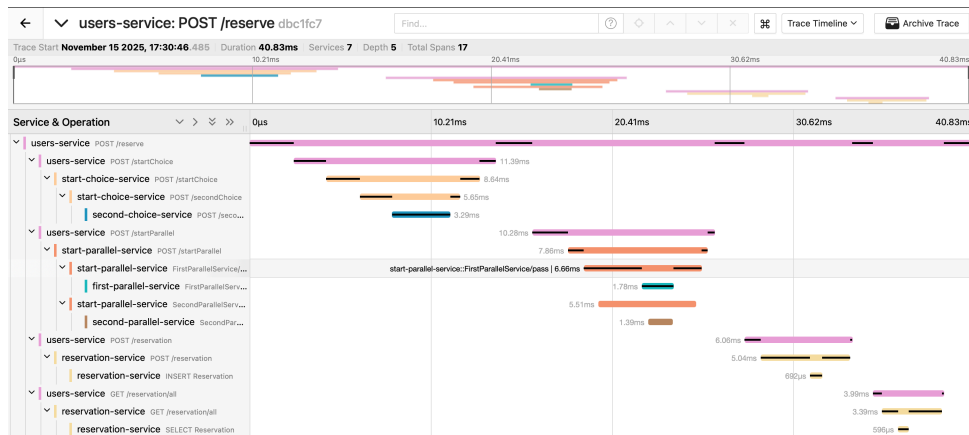 users-service: POST /reserve dbc1fc7
Find...
Trace Timeline
Archive Trace
Trace Start November 15 2025, 17:30:46.485 Duration 40.83ms Services 7 Depth 5 Total Spans 17
0μs 10.21ms 20.41ms 30.62ms 40.83ms
Service & Operation 0μs 10.21ms 20.41ms 30.62ms 40.83ms
users-service POST /reserve
users-service POST /startChoice 11.39ms
start-choice-service POST /startChoice 8.64ms
start-choice-service POST /secondChoice 5.65ms
second-choice-service POST /seco... 3.29ms
users-service POST /startParallel 10.28ms
start-parallel-service POST /startParallel 7.86ms
start-parallel-service FirstParallelService/... start-parallel-service::FirstParallelService/pass | 6.66ms
first-parallel-service FirstParallelServ... 1.78ms
start-parallel-service SecondParallelServ... 5.51ms
second-parallel-service SecondPar... 1.39ms
users-service POST /reservation 6.06ms
reservation-service POST /reservation 5.04ms
reservation-service INSERT Reservation 692μs
users-service GET /reservation/all 3.99ms
reservation-service GET /reservation/all 3.39ms
reservation-service SELECT Reservation 596μs